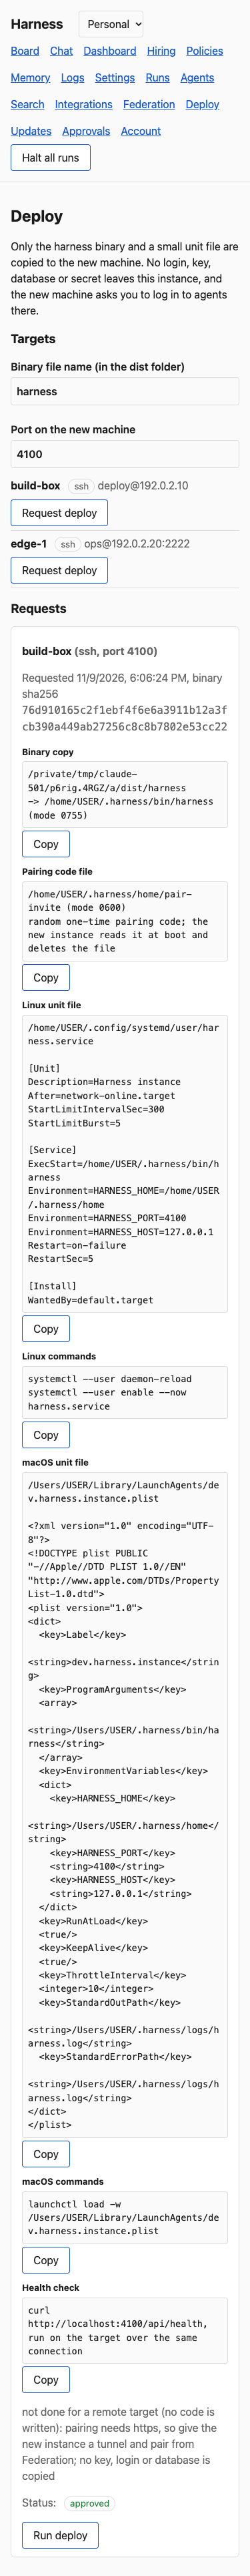 Harness Personal
Board Chat Dashboard Hiring Policies
Memory Logs Settings Runs Agents
Search Integrations Federation Deploy
Updates Approvals Account
Halt all runs
Deploy
Only the harness binary and a small unit file are
copied to the new machine. No login, key,
database or secret leaves this instance, and
the new machine asks you to log in to agents
there.
Targets
Binary file name (in the dist folder)
harness
Port on the new machine
4100
build-box ssh deploy@192.0.2.10
Request deploy
edge-1 ssh ops@192.0.2.20:2222
Request deploy
Requests
build-box (ssh, port 4100)
Requested 11/9/2026, 6:06:24 PM, binary
sha256
76d910165c2f1ebf4f6e6a3911b12a3f
cb390a449ab27256c8c8b7802e53cc22
Binary copy
/private/tmp/claude-
501/p6rig.4RGZ/a/dist/harness
-> /home/USER/.harness/bin/harness
(mode 0755)
Copy
Pairing code file
/home/USER/.harness/home/pair-
invite (mode 0600)
random one-time pairing code; the
new instance reads it at boot and
deletes the file
Copy
Linux unit file
/home/USER/.config/systemd/user/har
ness.service
[Unit]
Description=Harness instance
After=network-online.target
StartLimitIntervalSec=300
StartLimitBurst=5
[Service]
ExecStart=/home/USER/.harness/bin/h
arness
Environment=HARNESS_HOME=/home/USER
/.harness/home
Environment=HARNESS_PORT=4100
Environment=HARNESS_HOST=127.0.0.1
Restart=on-failure
RestartSec=5
[Install]
WantedBy=default.target
Copy
Linux commands
systemctl --user daemon-reload
systemctl --user enable --now
harness.service
Copy
macOS unit file
/Users/USER/Library/LaunchAgents/de
v.harness.instance.plist
<?xml version="1.0" encoding="UTF-
8"?>
<!DOCTYPE plist PUBLIC
"-//Apple//DTD PLIST 1.0//EN"
"http://www.apple.com/DTDs/Property
List-1.0.dtd">
<plist version="1.0">
<dict>
<key>Label</key>
<string>dev.harness.instance</strin
g>
<key>ProgramArguments</key>
<array>
<string>/Users/USER/.harness/bin/ha
rness</string>
</array>
<key>EnvironmentVariables</key>
<dict>
<key>HARNESS_HOME</key>
<string>/Users/USER/.harness/home</
string>
<key>HARNESS_PORT</key>
<string>4100</string>
<key>HARNESS_HOST</key>
<string>127.0.0.1</string>
</dict>
<key>RunAtLoad</key>
<true/>
<key>KeepAlive</key>
<true/>
<key>ThrottleInterval</key>
<integer>10</integer>
<key>StandardOutPath</key>
<string>/Users/USER/.harness/logs/h
arness.log</string>
<key>StandardErrorPath</key>
<string>/Users/USER/.harness/logs/h
arness.log</string>
</dict>
</plist>
Copy
macOS commands
launchctl load -w
/Users/USER/Library/LaunchAgents/de
v.harness.instance.plist
Copy
Health check
curl
http://localhost:4100/api/health,
run on the target over the same
connection
Copy
not done for a remote target (no code is
written): pairing needs https, so give the
new instance a tunnel and pair from
Federation; no key, login or database is
copied
Status: approved
Run deploy